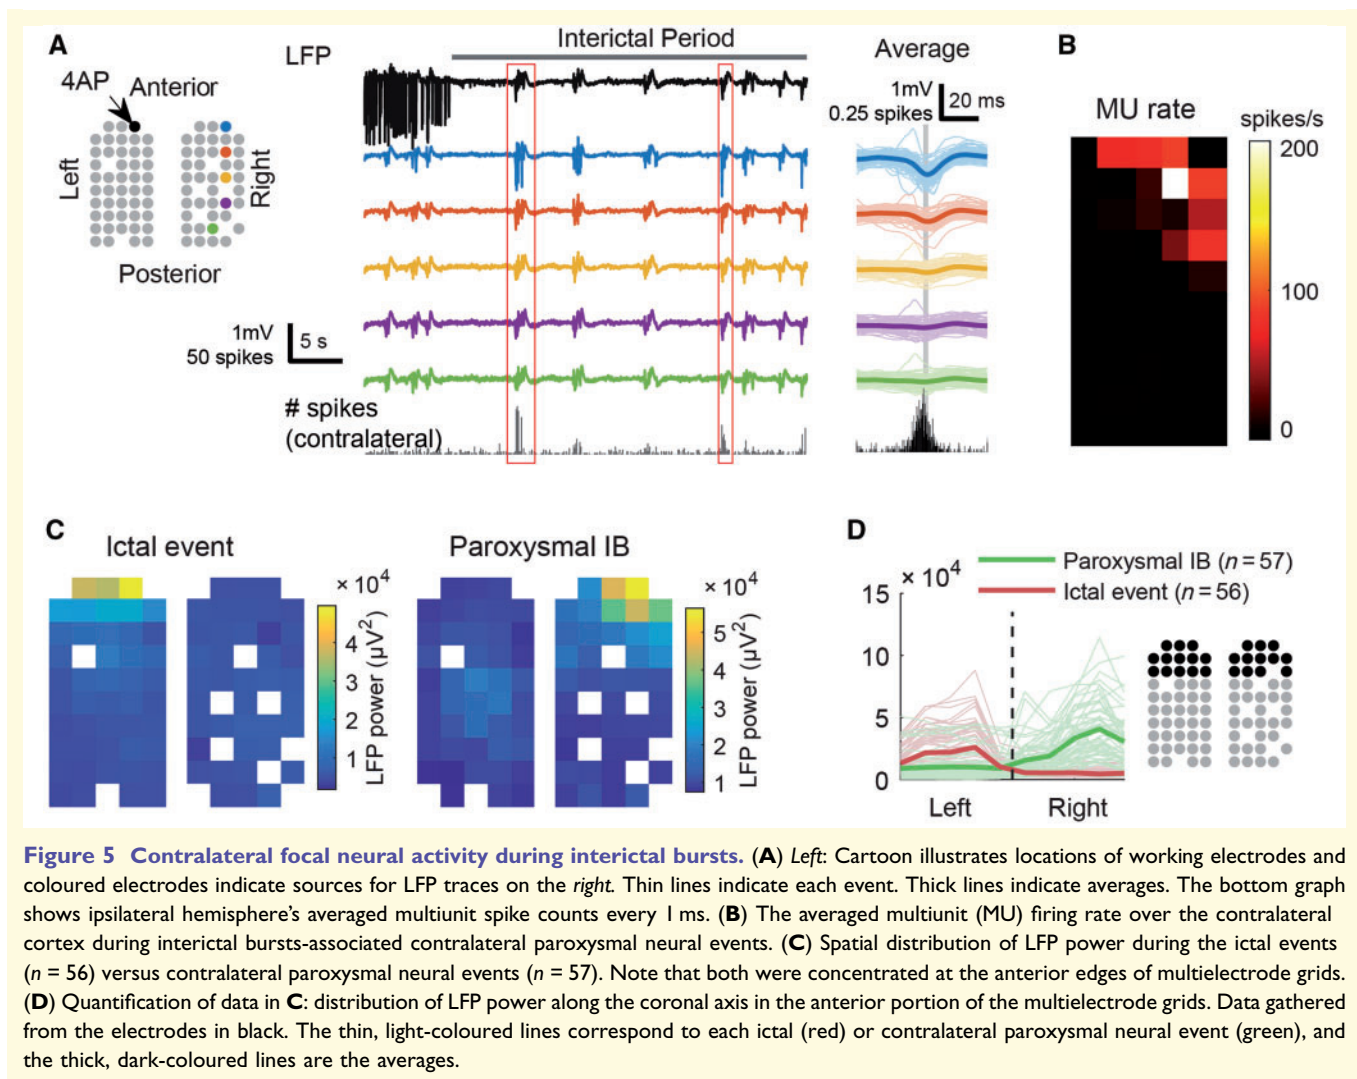 A
B
LFP
Interictal Period
Average
4AP
Anterior
1mV
0.25 spikes
20 ms
MU rate
spikes/s
Left
Right
200
Posterior
1mV
50 spikes
5 s
100
# spikes
(contralateral)
0
C
D
Ictal event
Paroxysmal IB
Paroxysmal IB (n = 57)
Ictal event (n = 56)
× 10⁴
4
3
2
1
LFP power (µV²)
× 10⁴
5
4
3
2
1
LFP power (µV²)
× 10⁴
15
10
5
0
Left
Right
Figure 5 Contralateral focal neural activity during interictal bursts. (A) Left: Cartoon illustrates locations of working electrodes and
coloured electrodes indicate sources for LFP traces on the right. Thin lines indicate each event. Thick lines indicate averages. The bottom graph
shows ipsilateral hemisphere's averaged multiunit spike counts every 1 ms. (B) The averaged multiunit (MU) firing rate over the contralateral
cortex during interictal bursts-associated contralateral paroxysmal neural events. (C) Spatial distribution of LFP power during the ictal events
(n = 56) versus contralateral paroxysmal neural events (n = 57). Note that both were concentrated at the anterior edges of multielectrode grids.
(D) Quantification of data in C: distribution of LFP power along the coronal axis in the anterior portion of the multielectrode grids. Data gathered
from the electrodes in black. The thin, light-coloured lines correspond to each ictal (red) or contralateral paroxysmal neural event (green), and
the thick, dark-coloured lines are the averages.